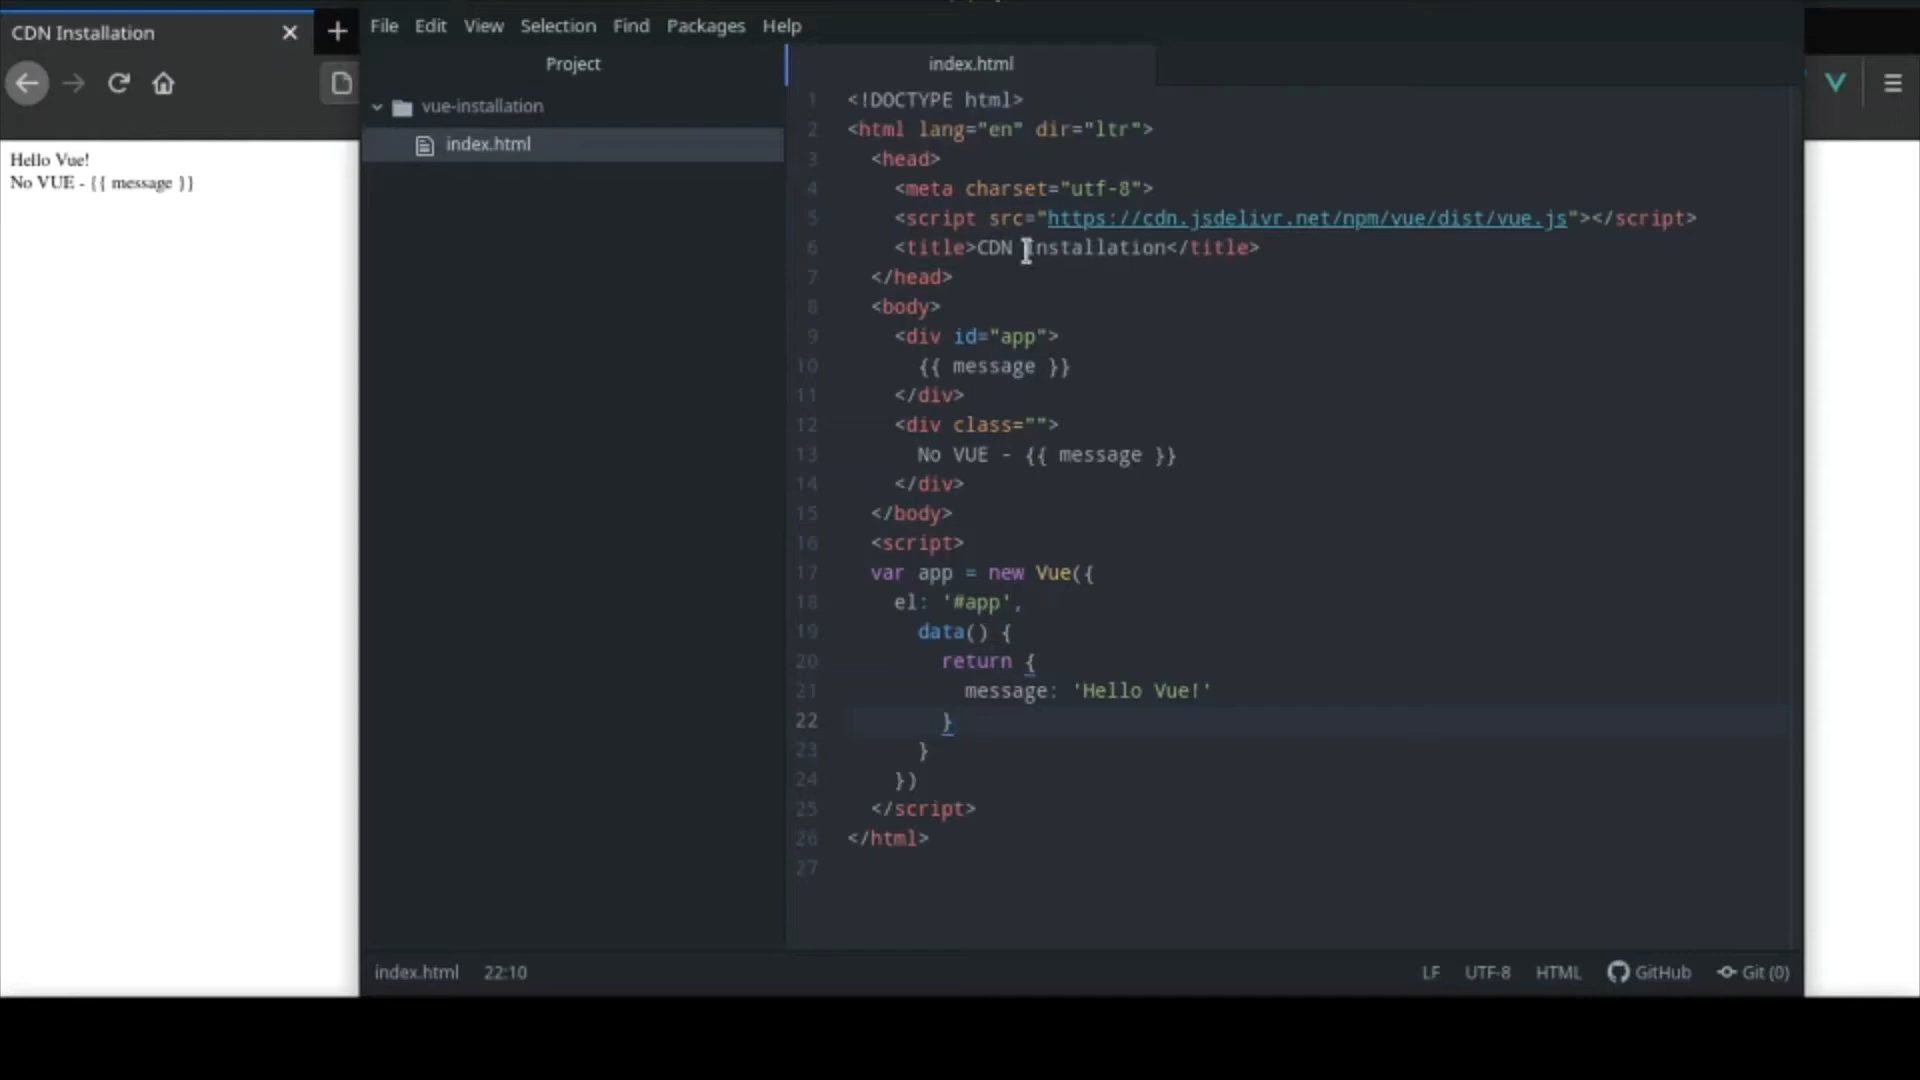 CDN Installation
Hello Vue!
No VUE - {{ message }}
File Edit View Selection Find Packages Help
Project
vue-installation
index.html
index.html
1 <!DOCTYPE html>
2 <html lang="en" dir="ltr">
3 <head>
4 <meta charset="utf-8">
5 <script src="https://cdn.jsdelivr.net/npm/vue/dist/vue.js"></script>
6 <title>CDN Installation</title>
7 </head>
8 <body>
9 <div id="app">
10 {{ message }}
11 </div>
12 <div class="">
13 No VUE - {{ message }}
14 </div>
15 </body>
16 <script>
17 var app = new Vue({
18 el: '#app',
19 data() {
20 return {
21 message: 'Hello Vue!'
22 }
23 }
24 })
25 </script>
26 </html>
27
index.html 22:10
LF UTF-8 HTML GitHub Git (0)